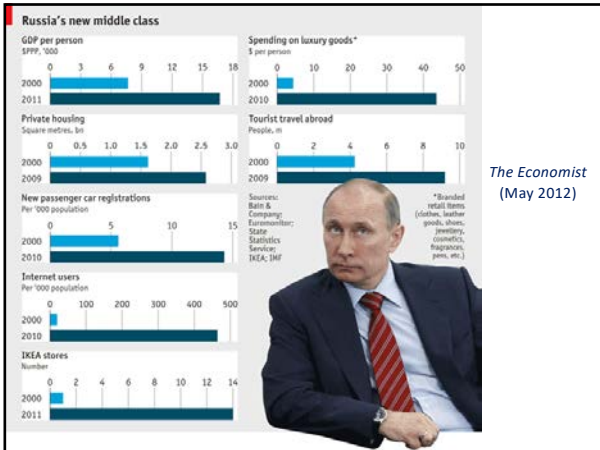 Russia's new middle class
GDP per person
$PPP, '000
0 3 6 9 12 15 18
2000
2011
Private housing
Square metres, bn
0 0.5 1.0 1.5 2.0 2.5 3.0
2000
2009
New passenger car registrations
Per '000 population
0 5 10 15
2000
2010
Internet users
Per '000 population
0 100 200 300 400 500
2000
2010
IKEA stores
Number
0 2 4 6 8 10 12 14
2000
2011
Spending on luxury goods*
$ per person
0 10 20 30 40 50
2000
2010
Tourist travel abroad
People, m
0 2 4 6 8 10
2000
2009
Sources:
Bain &
Company;
Euromonitor;
State
Statistics
Service;
IKEA; IMF
*Branded
retail items
(clothes, leather
goods, shoes,
jewellery,
cosmetics,
fragrances,
pens, etc.)
The Economist
(May 2012)